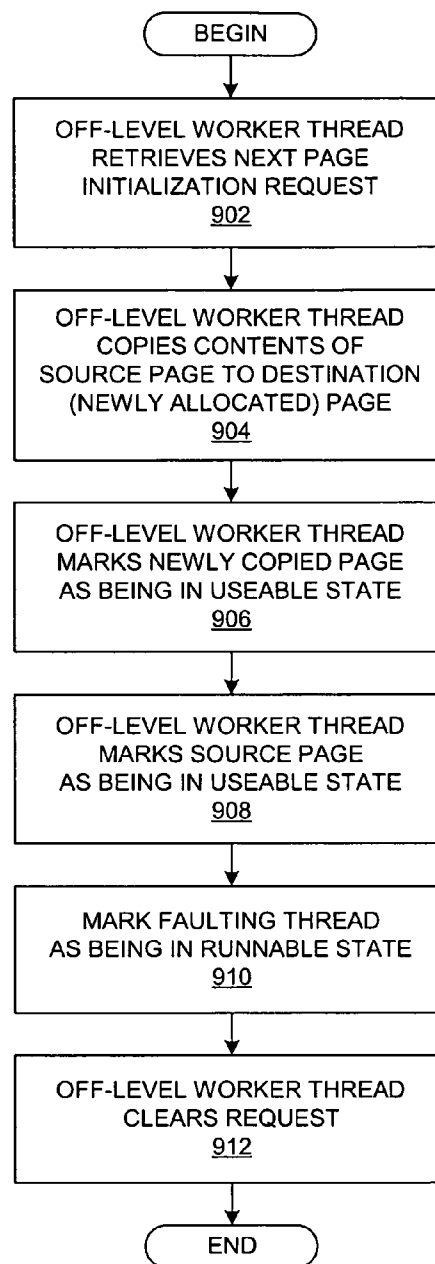 BEGIN
OFF-LEVEL WORKER THREAD
RETRIEVES NEXT PAGE
INITIALIZATION REQUEST
902
OFF-LEVEL WORKER THREAD
COPIES CONTENTS OF
SOURCE PAGE TO DESTINATION
(NEWLY ALLOCATED) PAGE
904
OFF-LEVEL WORKER THREAD
MARKS NEWLY COPIED PAGE
AS BEING IN USEABLE STATE
906
OFF-LEVEL WORKER THREAD
MARKS SOURCE PAGE
AS BEING IN USEABLE STATE
908
MARK FAULTING THREAD
AS BEING IN RUNNABLE STATE
910
OFF-LEVEL WORKER THREAD
CLEARS REQUEST
912
END